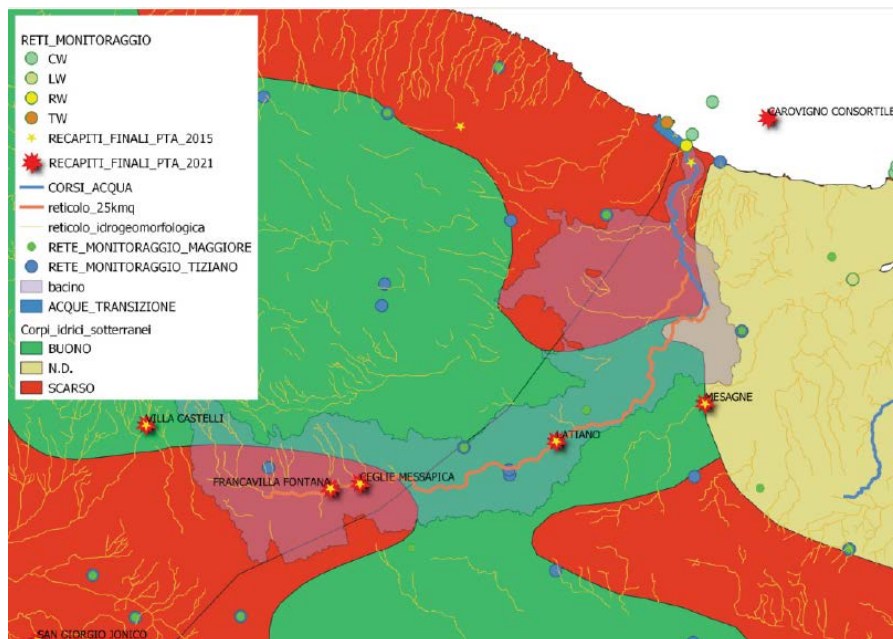 RETI_MONITORAGGIO
CW
LW
RW
TW
RECAPITI_FINALI_PTA_2015
RECAPITI_FINALI_PTA_2021
CORSI_ACQUA
reticolo_25kmq
reticolo_idrogeomorfologica
RETE_MONITORAGGIO_MAGGIORE
RETE_MONITORAGGIO_TIZIANO
bacino
ACQUE_TRANSIZIONE
Corpi_idrici_sotterranei
BUONO
N.D.
SCARSO
CAROVIGNO CONSORTILE
MESAGNE
VILLA CASTELLI
LATIANO
CEGLIE MESSAPICA
FRANCAVILLA FONTANA
SAN GIORGIO JONICO